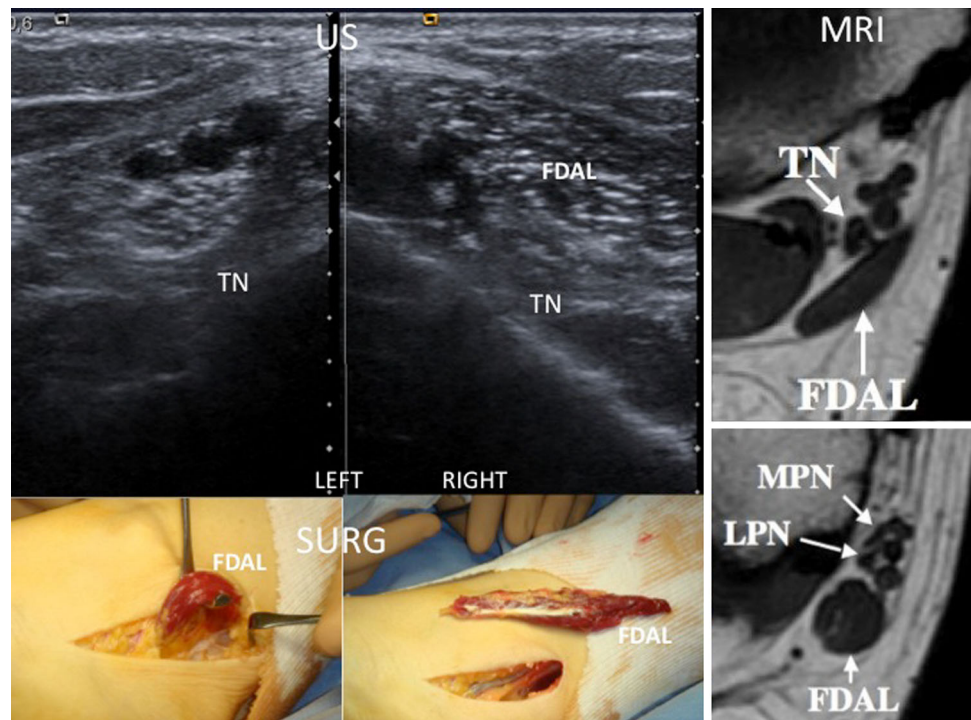 0,6
US
FDAL
TN
TN
LEFT
RIGHT
SURG
FDAL
FDAL
MRI
TN
FDAL
MPN
LPN
FDAL